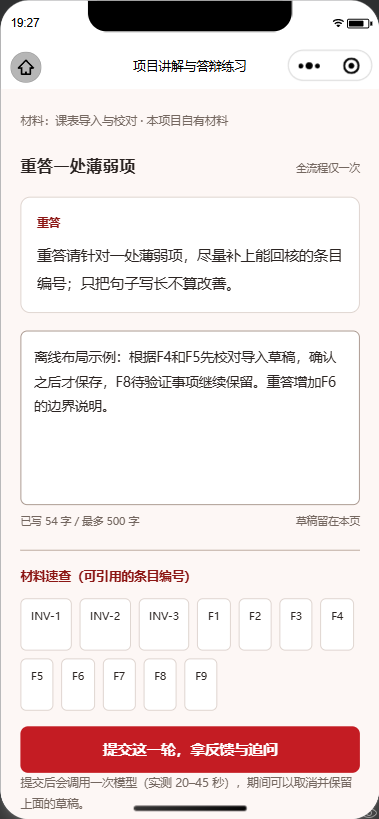 19:27
项目讲解与答辩练习
材料：课表导入与校对 · 本项目自有材料
重答一处薄弱项
全流程仅一次
重答
重答请针对一处薄弱项，尽量补上能回核的条目
编号；只把句子写长不算改善。
离线布局示例：根据F4和F5先校对导入草稿，确认
之后才保存，F8待验证事项继续保留。重答增加F6
的边界说明。
已写 54 字 / 最多 500 字
草稿留在本页
材料速查（可引用的条目编号）
INV-1 INV-2 INV-3 F1 F2 F3 F4
F5 F6 F7 F8 F9
提交这一轮，拿反馈与追问
提交后会调用一次模型（实测 20–45 秒），期间可以取消并保留
上面的草稿。